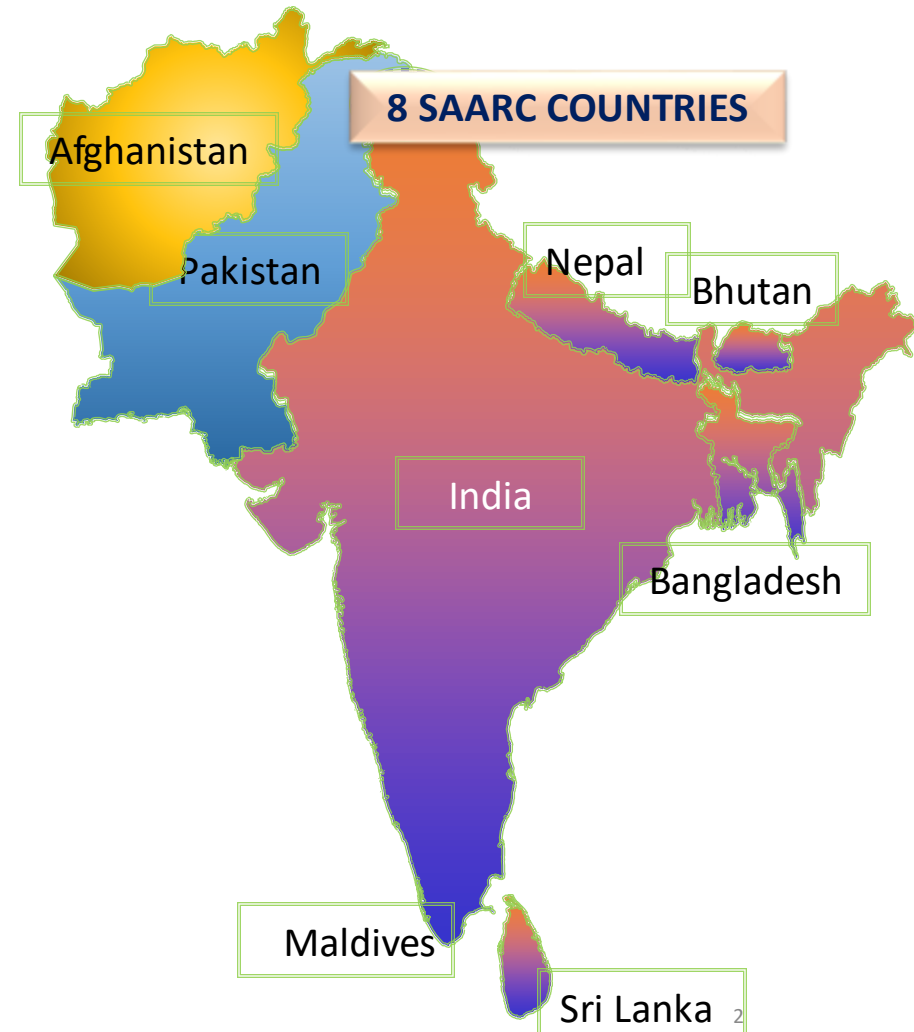 8 SAARC COUNTRIES
Afghanistan
Pakistan
Nepal
Bhutan
India
Bangladesh
Maldives
Sri Lanka
2